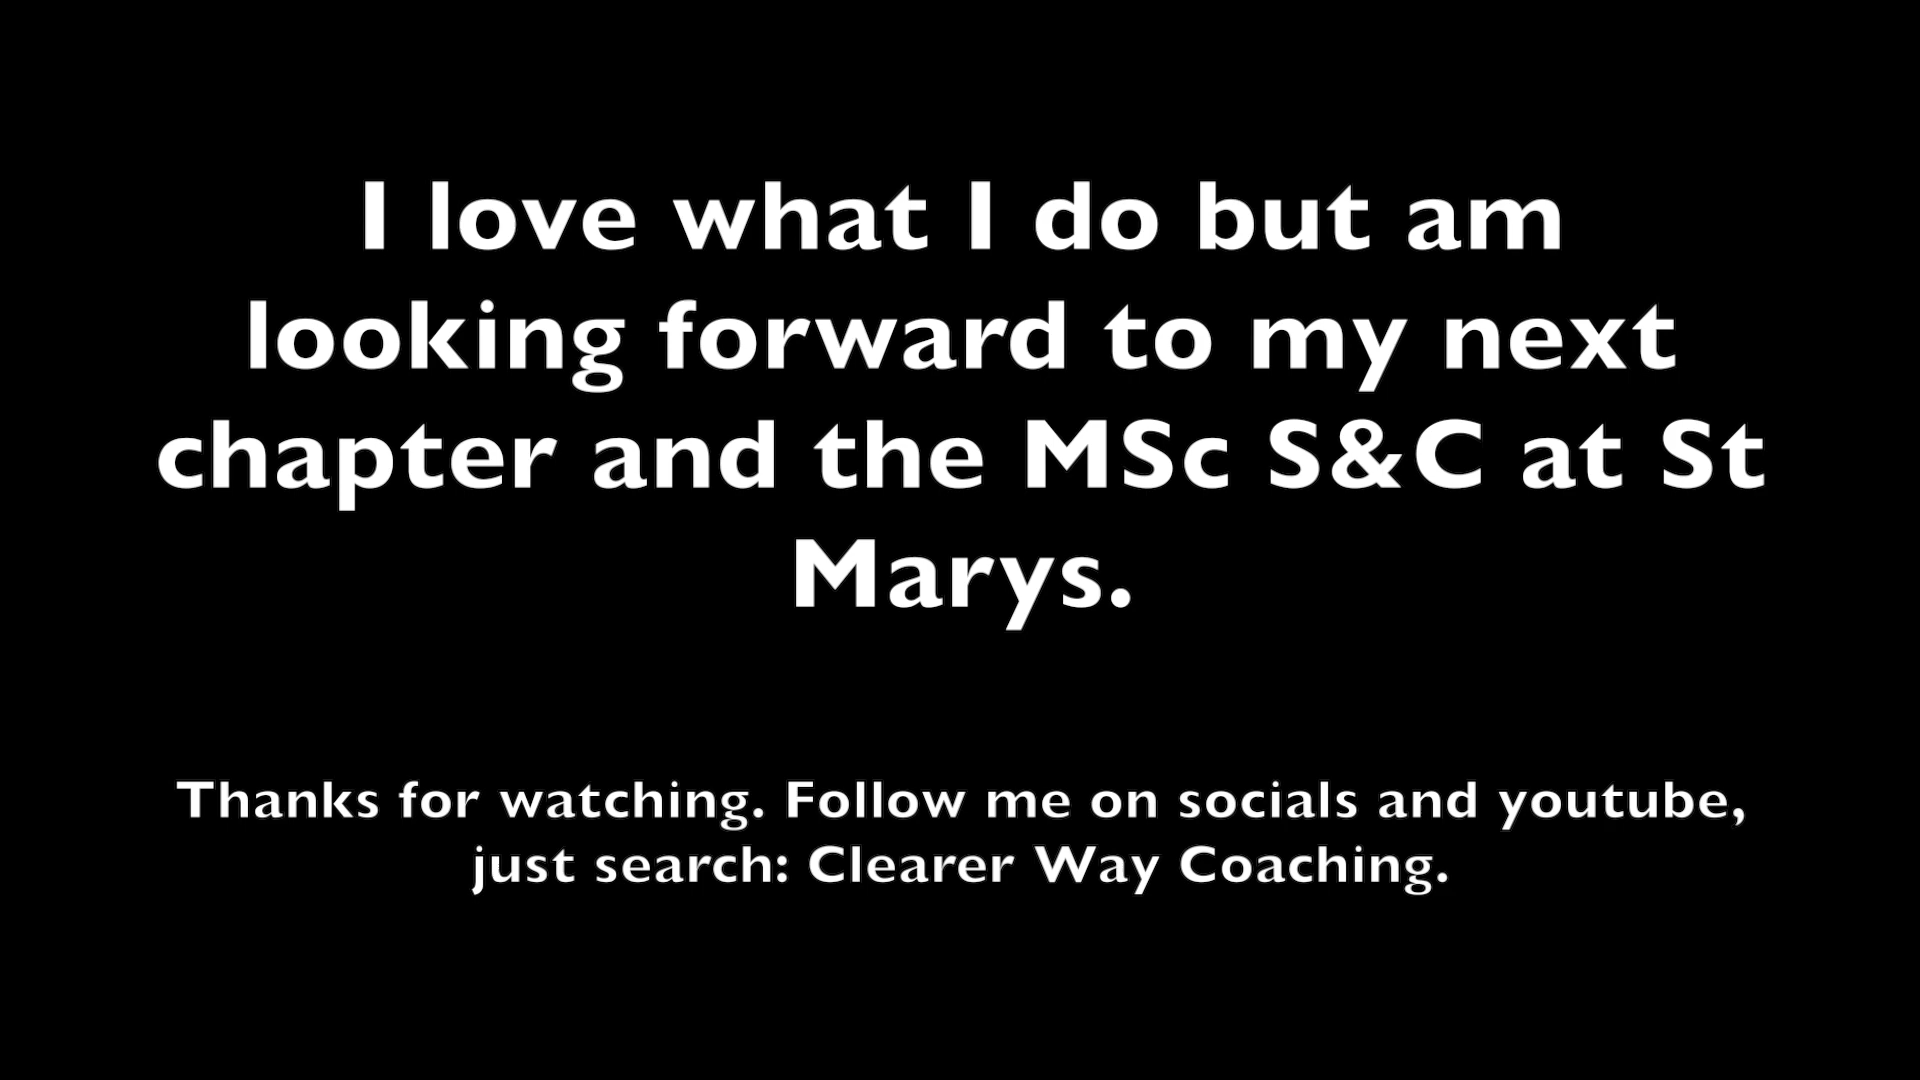 I love what I do but am
looking forward to my next
chapter and the MSc S&C at St
Marys.
Thanks for watching. Follow me on socials and youtube,
just search: Clearer Way Coaching.